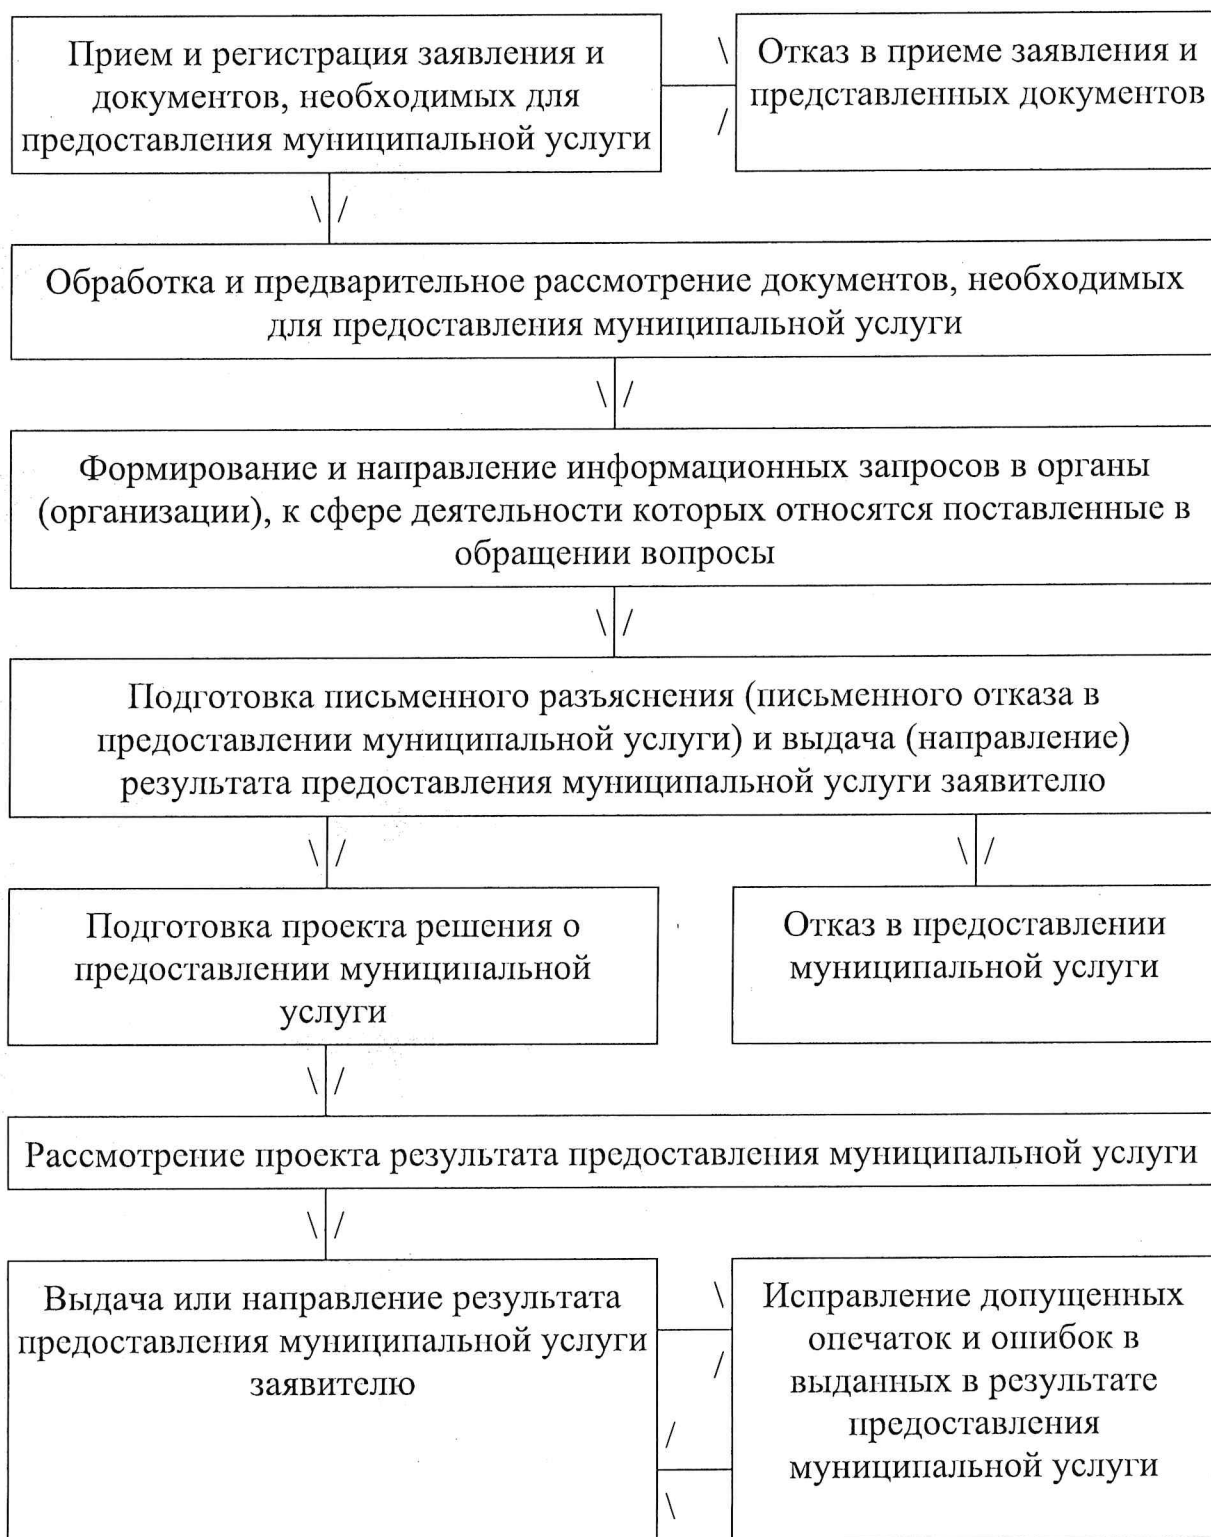 Прием и регистрация заявления и
документов, необходимых для
предоставления муниципальной услуги
Отказ в приеме заявления и
представленных документов
Обработка и предварительное рассмотрение документов, необходимых
для предоставления муниципальной услуги
Формирование и направление информационных запросов в органы
(организации), к сфере деятельности которых относятся поставленные в
обращении вопросы
Подготовка письменного разъяснения (письменного отказа в
предоставлении муниципальной услуги) и выдача (направление)
результата предоставления муниципальной услуги заявителю
Подготовка проекта решения о
предоставлении муниципальной
услуги
Отказ в предоставлении
муниципальной услуги
Рассмотрение проекта результата предоставления муниципальной услуги
Выдача или направление результата
предоставления муниципальной услуги
заявителю
Исправление допущенных
опечаток и ошибок в
выданных в результате
предоставления
муниципальной услуги